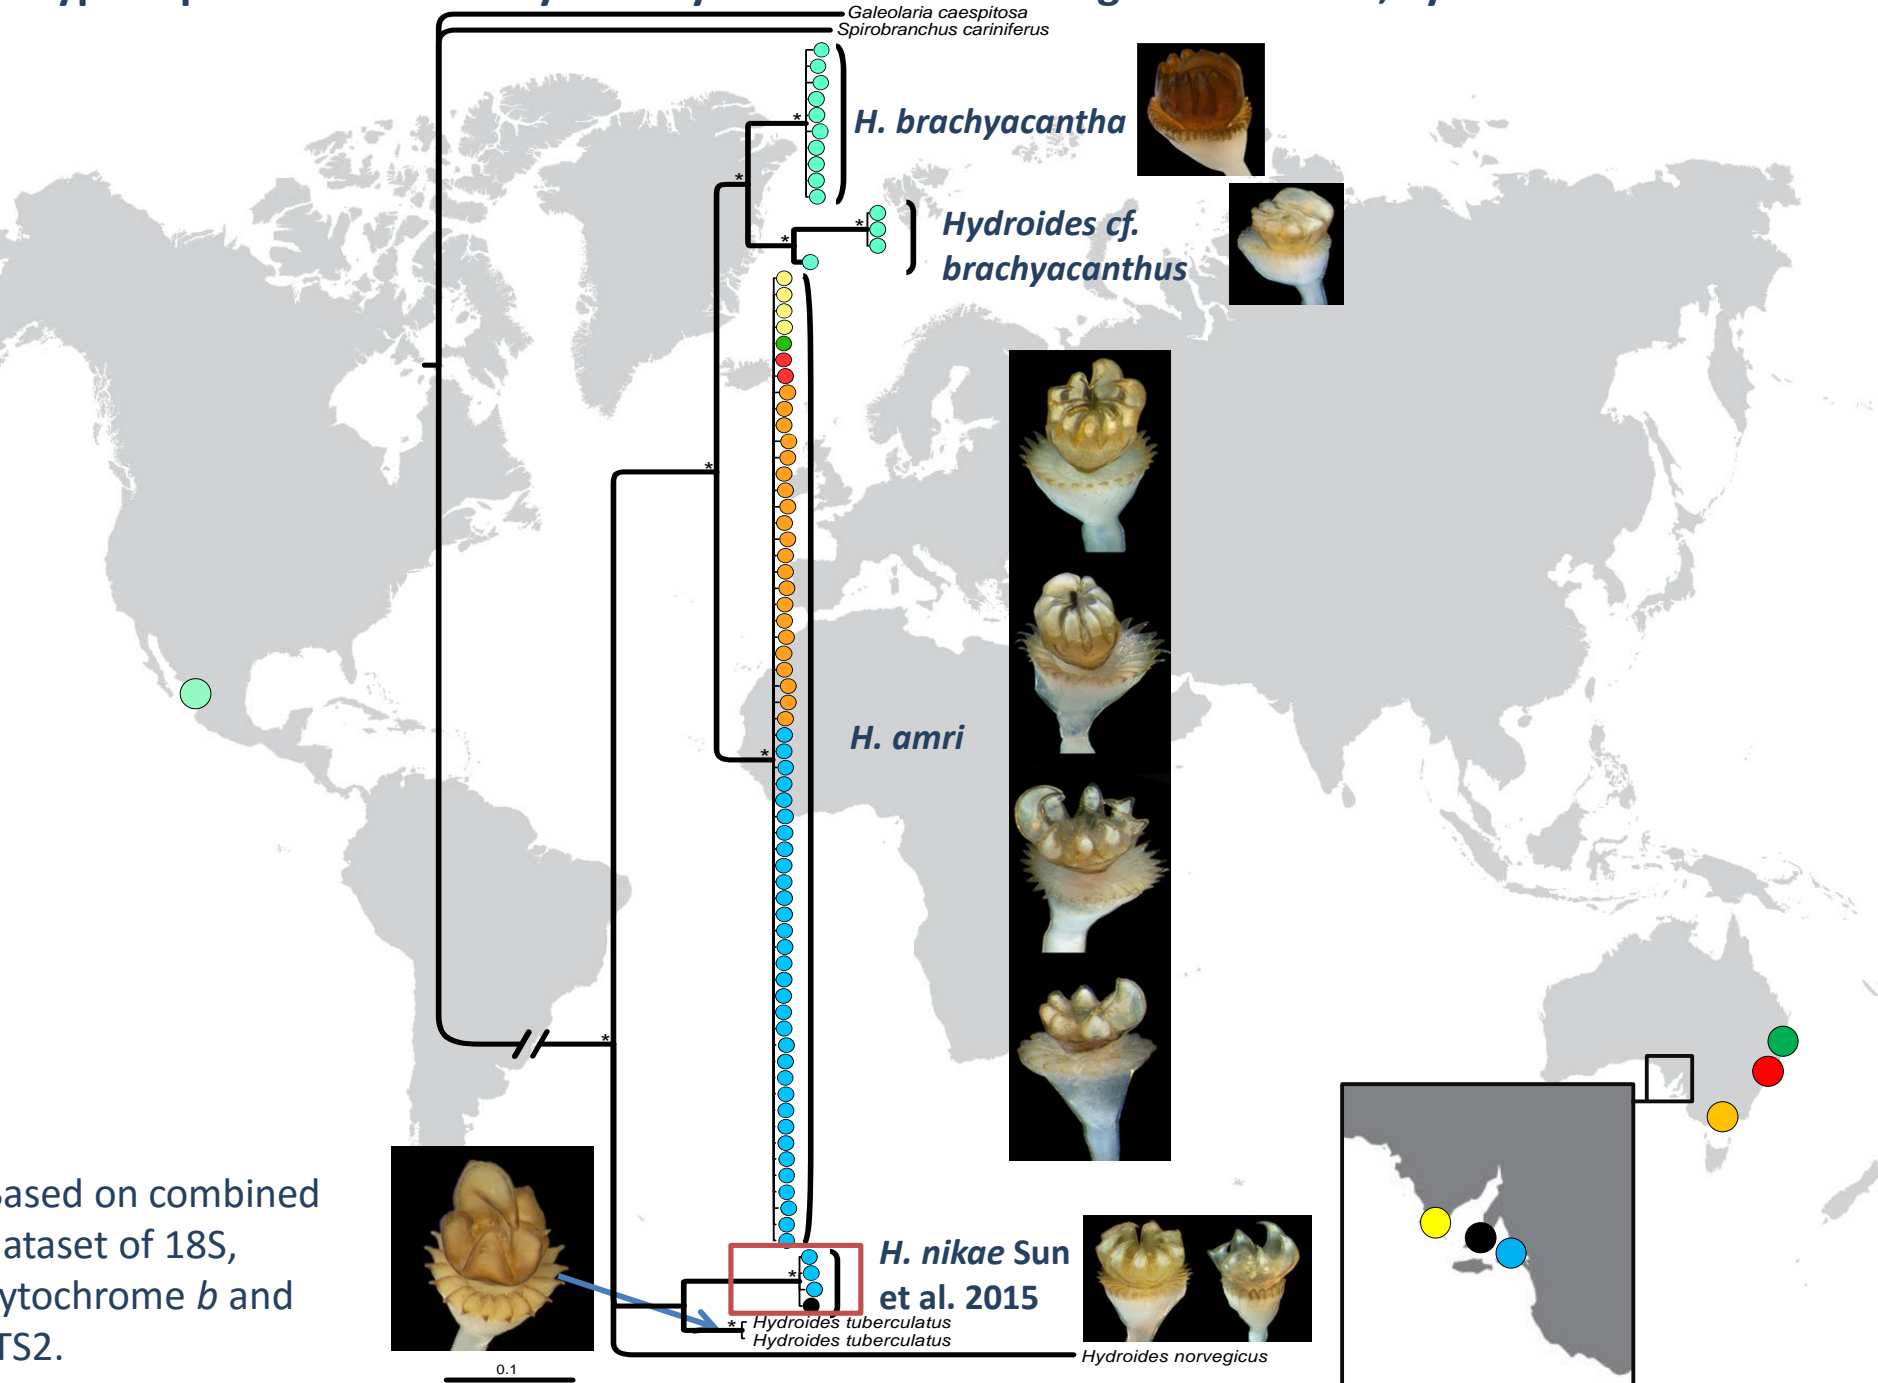 Galeolaria caespitosa
Spirobranchus cariniferus
*
H. brachyacantha
*
*
*
Hydroides cf.
brachyacanthus
*
*
H. amri
*
*
H. nikae Sun
et al. 2015
*
Hydroides tuberculatus
Hydroides tuberculatus
Hydroides norvegicus
ased on combined
ataset of 18S,
ytochrome b and
TS2.
0.1